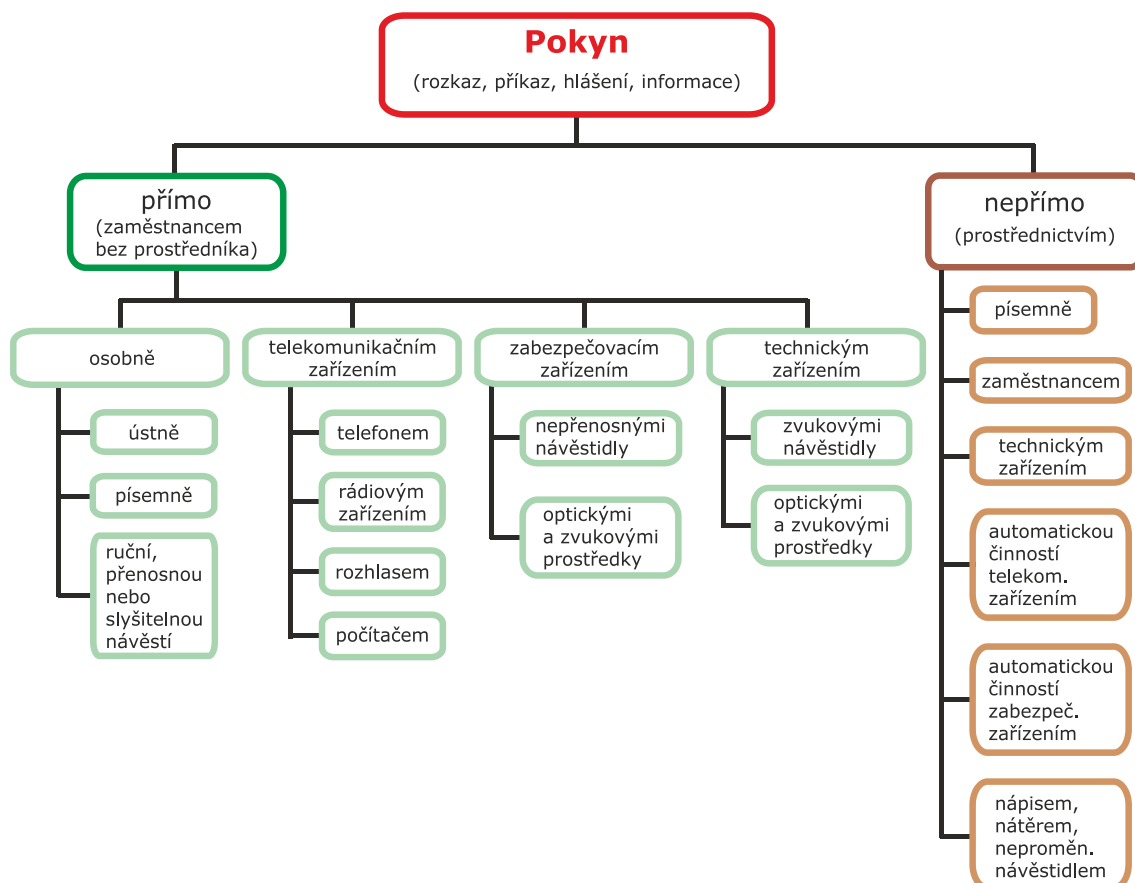 Pokyn
(rozkaz, příkaz, hlášení, informace)
přímo
(zaměstnancem
bez prostředníka)
nepřímo
(prostřednictvím)
osobně
ústně
písemně
ruční,
přenosnou
nebo
slyšitelnou
návěstí
telekomunikačním
zařízením
telefonem
rádiovým
zařízením
rozhlasem
počítačem
zabezpečovacím
zařízením
nepřenosnými
návěstidly
optickými
a zvukovými
prostředky
technickým
zařízením
zvukovými
návěstidly
optickými
a zvukovými
prostředky
písemně
zaměstnancem
technickým
zařízením
automatickou
činností
telekom.
zařízením
automatickou
činností
zabezpeč.
zařízením
nápisem,
nátěrem,
neproměn.
návěstidlem